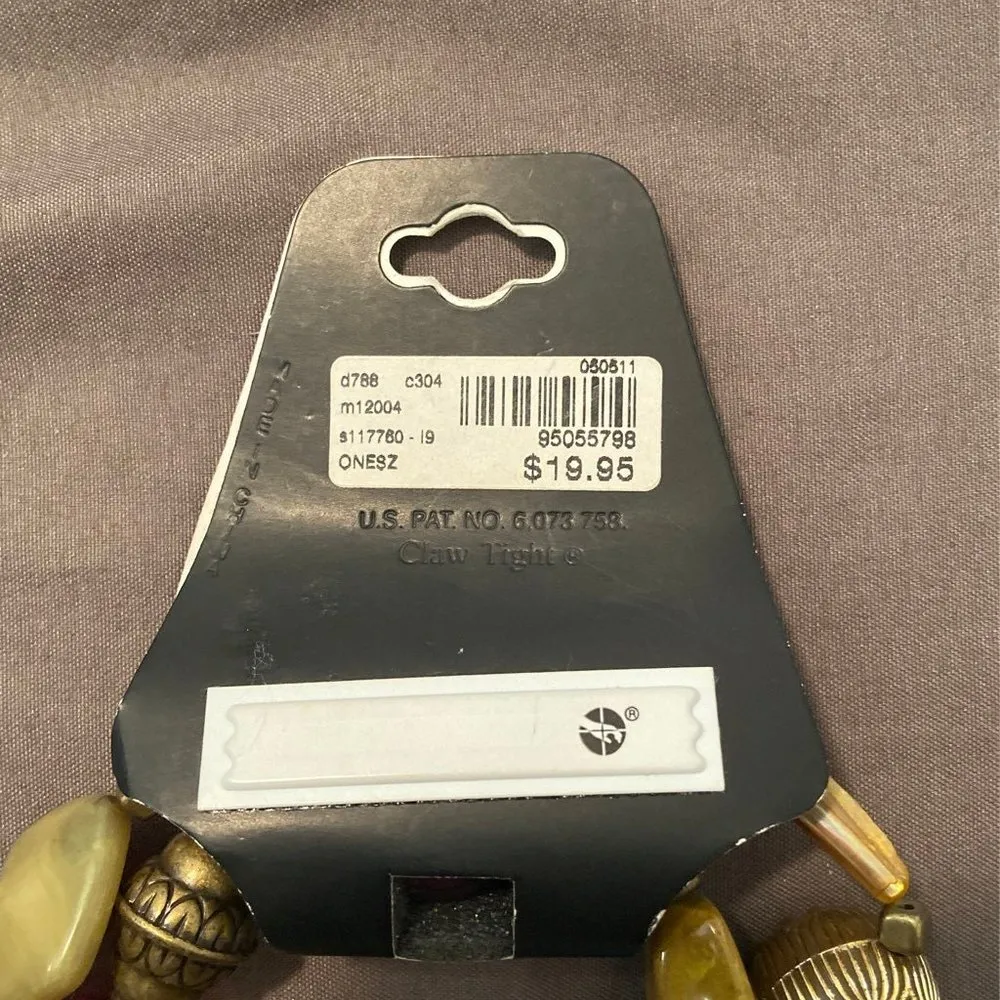 050511
d788 c304
m12004
s117760 - I9
95055798
ONESZ
$19.95
U.S. PAT. NO. 6,073 758.
Claw Tight ®
®